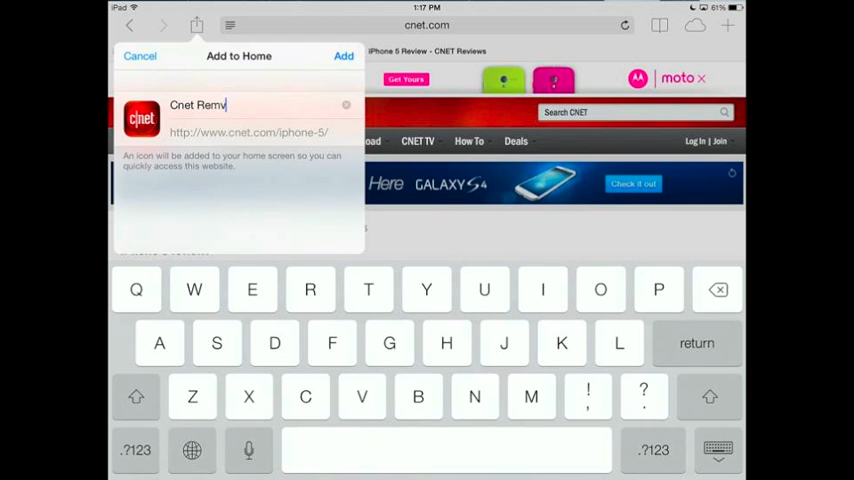 iPad 1:17 PM 61%
cnet.com
iPhone 5 Review - CNET Reviews
Cancel Add to Home Add
Get Yours moto x
c|net Cnet Remv
Search CNET
http://www.cnet.com/iphone-5/
oad CNET TV How To Deals Log In | Join
An icon will be added to your home screen so you can
quickly access this website.
Here GALAXY S4 Check it out
Q W E R T Y U I O P
A S D F G H J K L return
Z X C V B N M ! , ? .
.?123 .?123